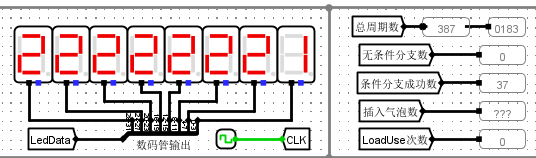 22222221
LedData
数码管输出
CLK
总周期数 387 0183
无条件分支数 0
条件分支成功数 37
插入气泡数 ???
LoadUse次数 0